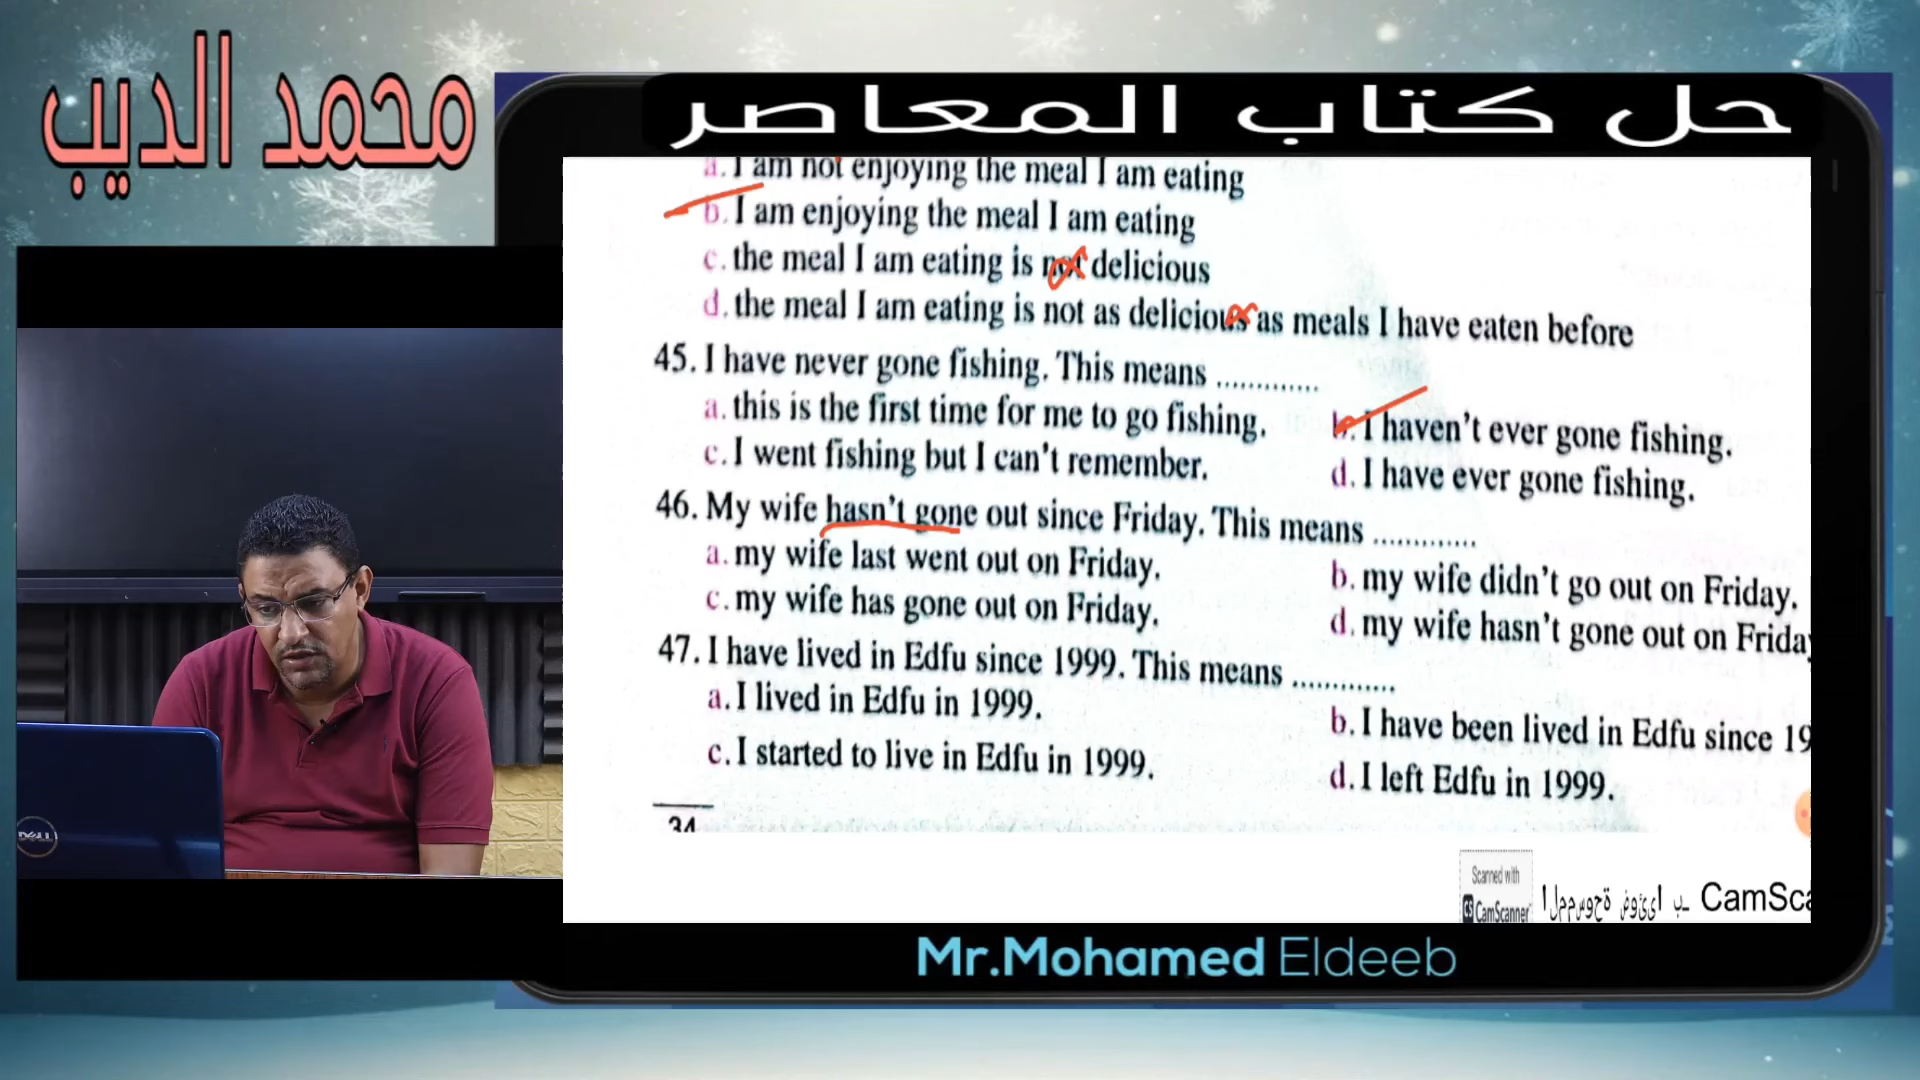 محمد الديب
حل كتاب المعاصر
a. I am not enjoying the meal I am eating
b. I am enjoying the meal I am eating
c. the meal I am eating is not delicious
d. the meal I am eating is not as delicious as meals I have eaten before
45. I have never gone fishing. This means .............
a. this is the first time for me to go fishing.
b. I haven't ever gone fishing.
c. I went fishing but I can't remember.
d. I have ever gone fishing.
46. My wife hasn't gone out since Friday. This means .............
a. my wife last went out on Friday.
b. my wife didn't go out on Friday.
c. my wife has gone out on Friday.
d. my wife hasn't gone out on Friday
47. I have lived in Edfu since 1999. This means .............
a. I lived in Edfu in 1999.
b. I have been lived in Edfu since 19
c. I started to live in Edfu in 1999.
d. I left Edfu in 1999.
34
Scanned with
CS CamScanner
الممسوحة ضوئيا بـ CamSca
Mr.Mohamed Eldeeb
DELL